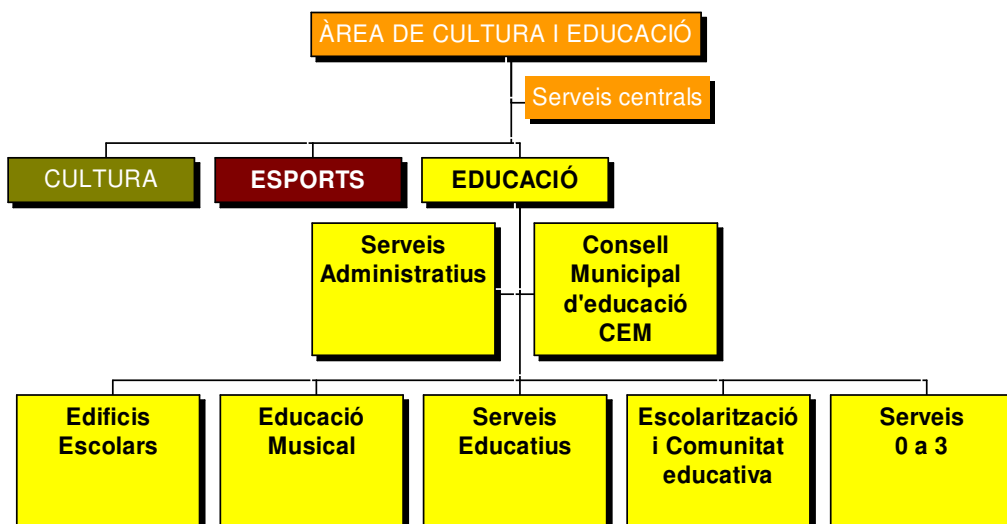 ÀREA DE CULTURA I EDUCACIÓ
Serveis centrals
CULTURA
ESPORTS
EDUCACIÓ
Serveis
Administratius
Consell
Municipal
d'educació
CEM
Edificis
Escolars
Educació
Musical
Serveis
Educatius
Escolarització
i Comunitat
educativa
Serveis
0 a 3